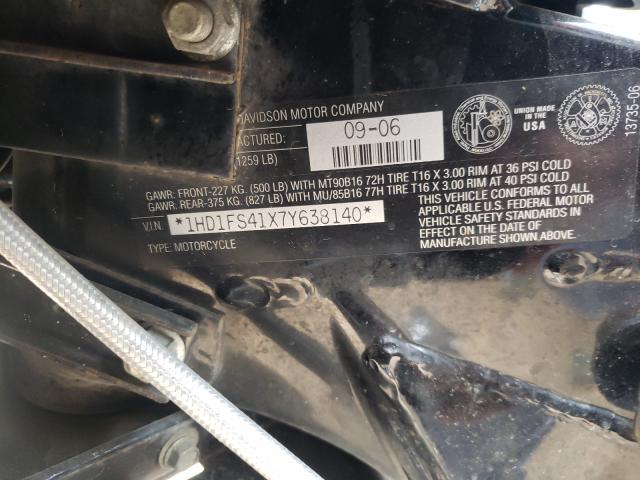 DAVIDSON MOTOR COMPANY
ACTURED: 09-06
(1259 LB)
UNION MADE IN THE
USA
13735-06
GAWR: FRONT-227 KG. (500 LB) WITH MT90B16 72H TIRE T16 X 3.00 RIM AT 36 PSI COLD
GAWR: REAR-375 KG. (827 LB) WITH MU/85B16 77H TIRE T16 X 3.00 RIM AT 40 PSI COLD
V.I.N. *1HD1FS41X7Y638140*
TYPE: MOTORCYCLE
THIS VEHICLE CONFORMS TO ALL
APPLICABLE U.S. FEDERAL MOTOR
VEHICLE SAFETY STANDARDS IN EFFECT
ON THE DATE OF
MANUFACTURE SHOWN ABOVE.